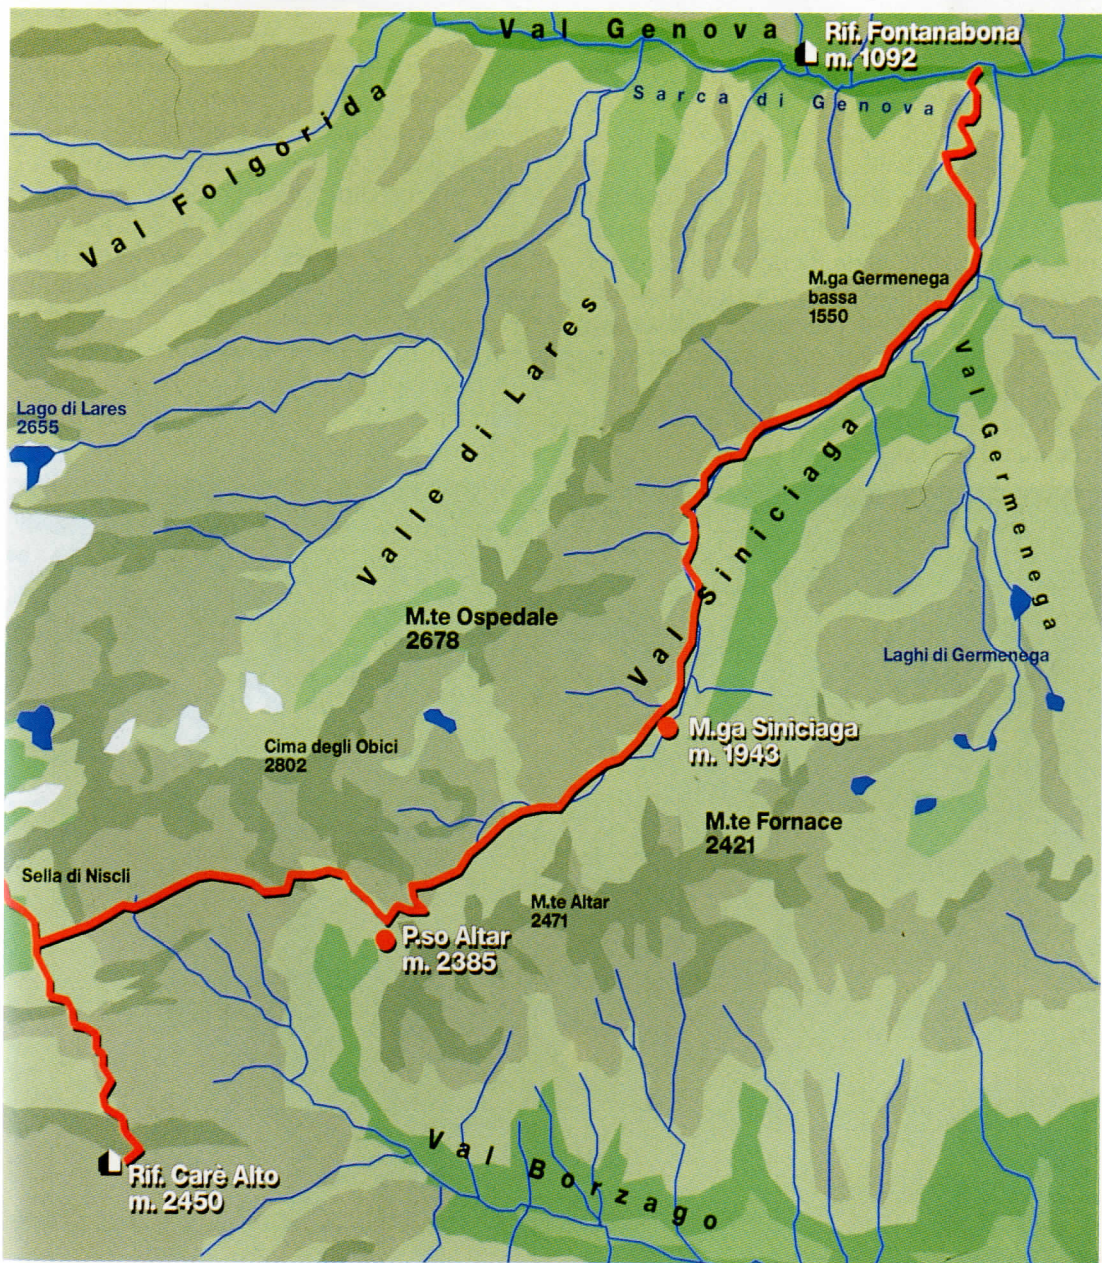 Val Genova
Rif. Fontanabona
m. 1092
Sarca di Genova
Val Folgorida
M.ga Germenega
bassa
1550
Valle di Lares
Val Germenega
Lago di Lares
2655
Val Siniciaga
M.te Ospedale
2678
Laghi di Germenega
M.ga Siniciaga
m. 1943
Cima degli Obici
2802
M.te Fornace
2421
Sella di Niscli
M.te Altar
2471
P.so Altar
m. 2385
Val Borzago
Rif. Carè Alto
m. 2450